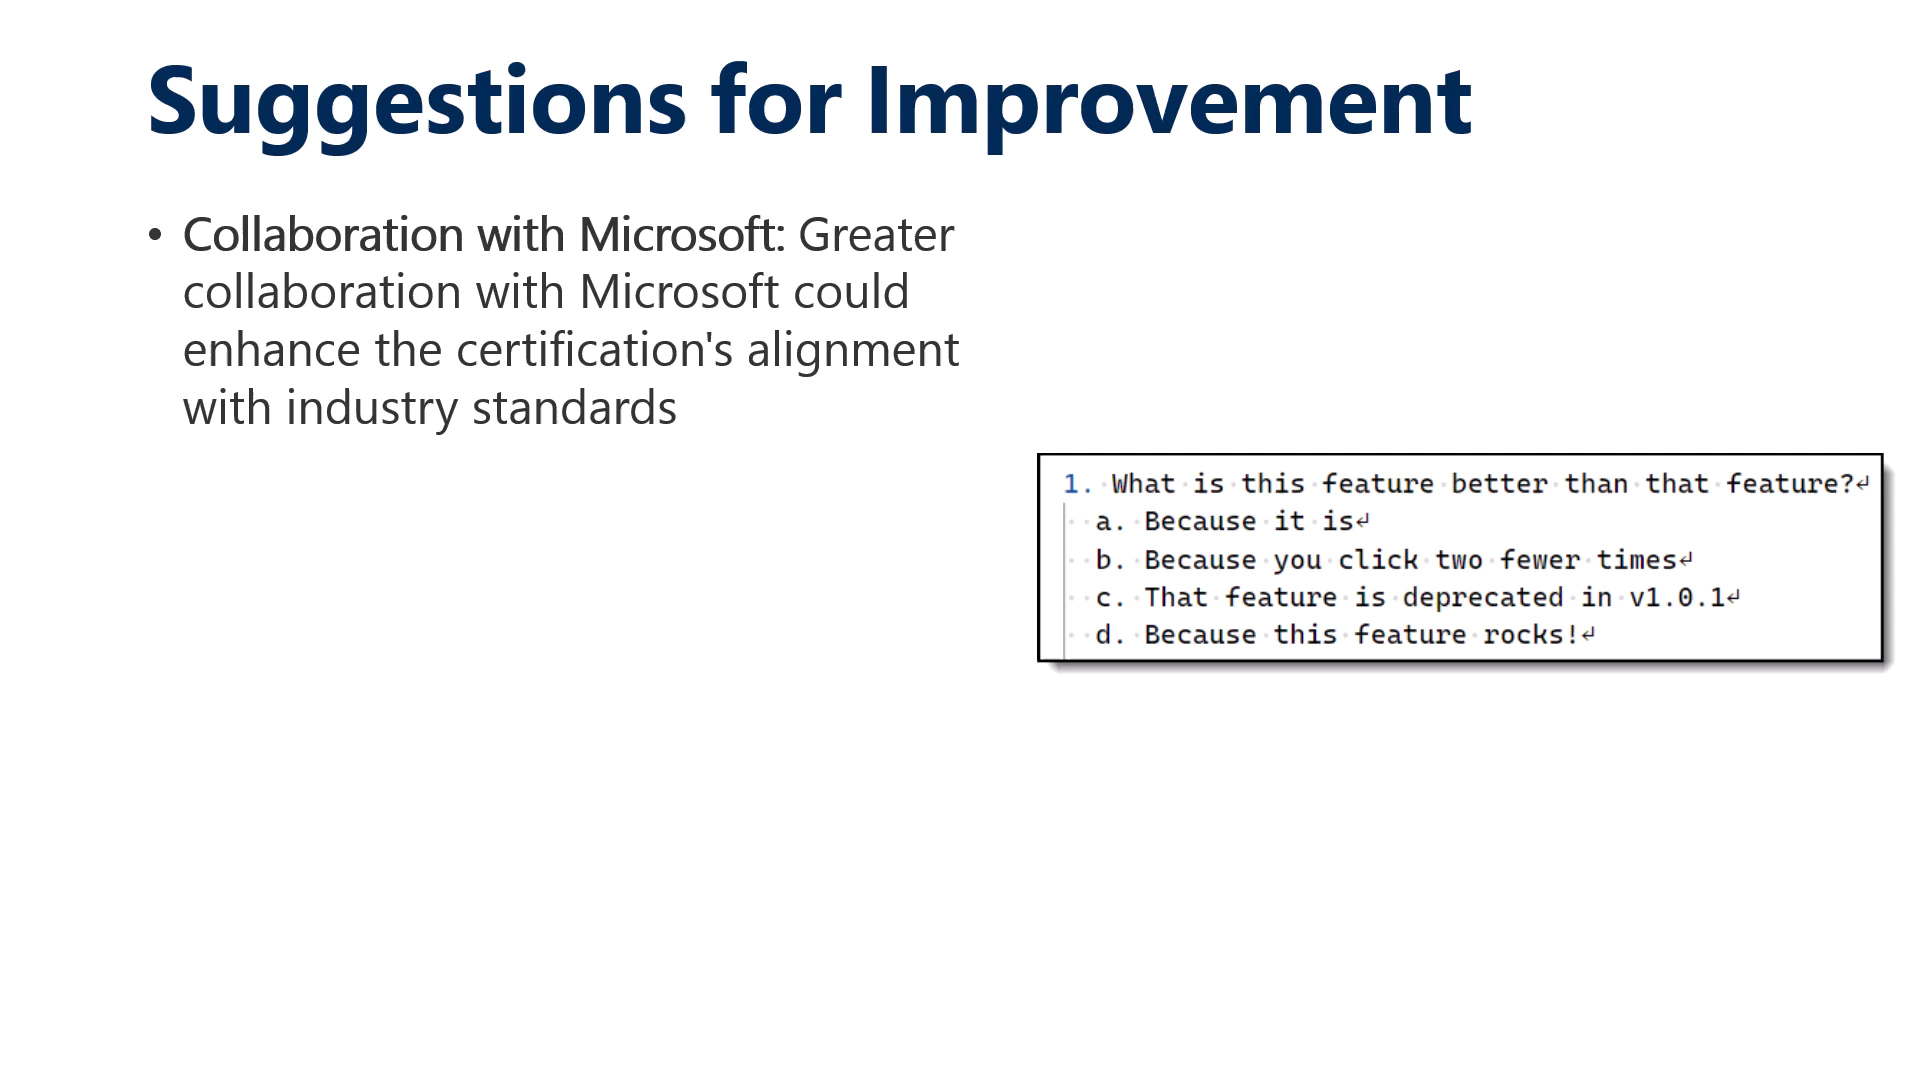 Suggestions for Improvement
• Collaboration with Microsoft: Greater
collaboration with Microsoft could
enhance the certification's alignment
with industry standards
1. What is this feature better than that feature?↵
a. Because it is↵
b. Because you click two fewer times↵
c. That feature is deprecated in v1.0.1↵
d. Because this feature rocks!↵